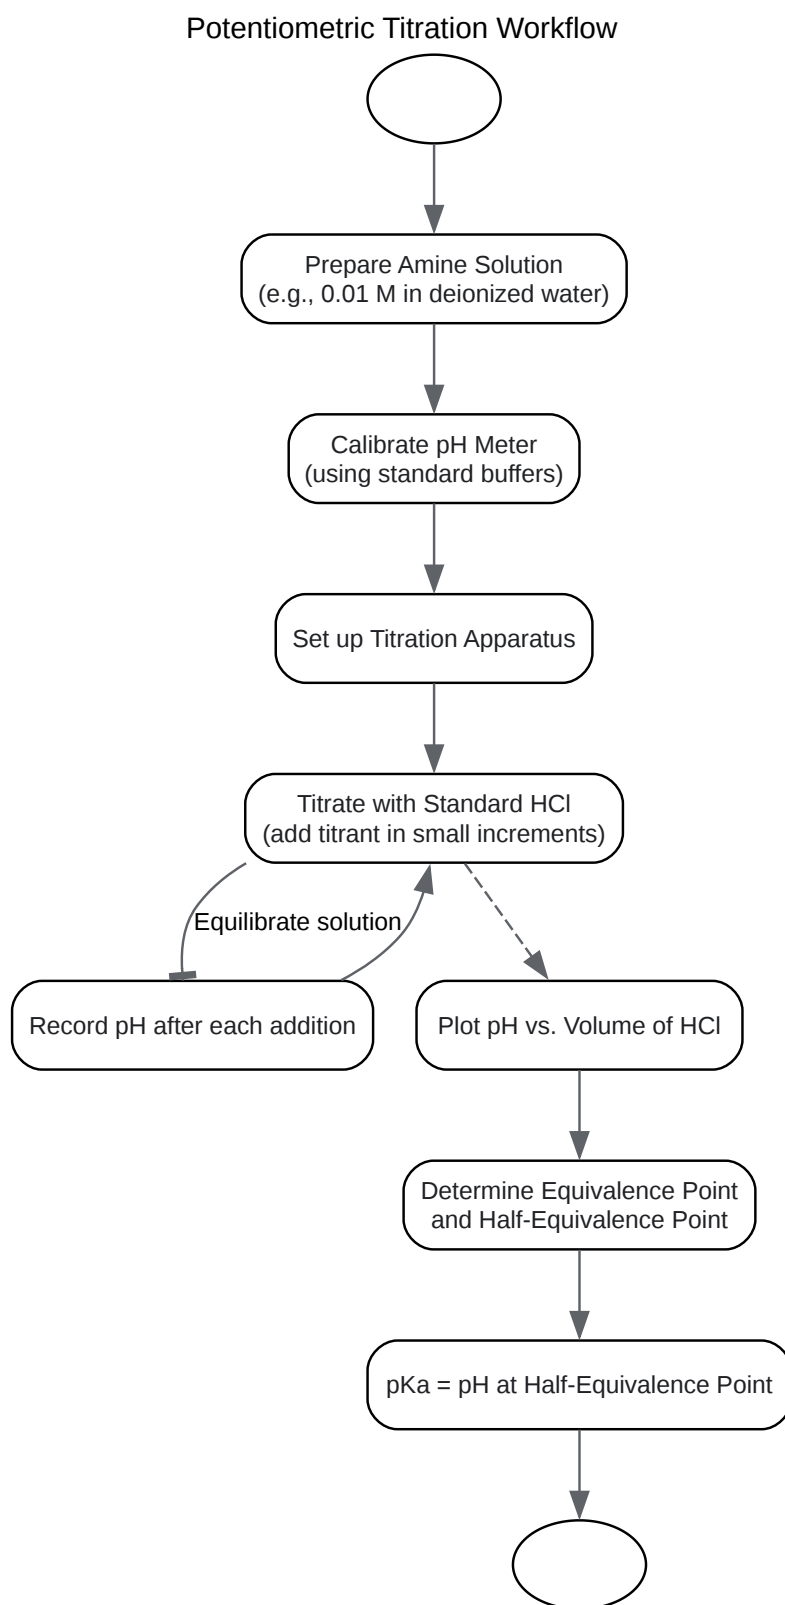 Potentiometric Titration Workflow
Prepare Amine Solution
(e.g., 0.01 M in deionized water)
Calibrate pH Meter
(using standard buffers)
Set up Titration Apparatus
Titrate with Standard HCl
(add titrant in small increments)
Equilibrate solution
Record pH after each addition
Plot pH vs. Volume of HCl
Determine Equivalence Point
and Half-Equivalence Point
pKa = pH at Half-Equivalence Point